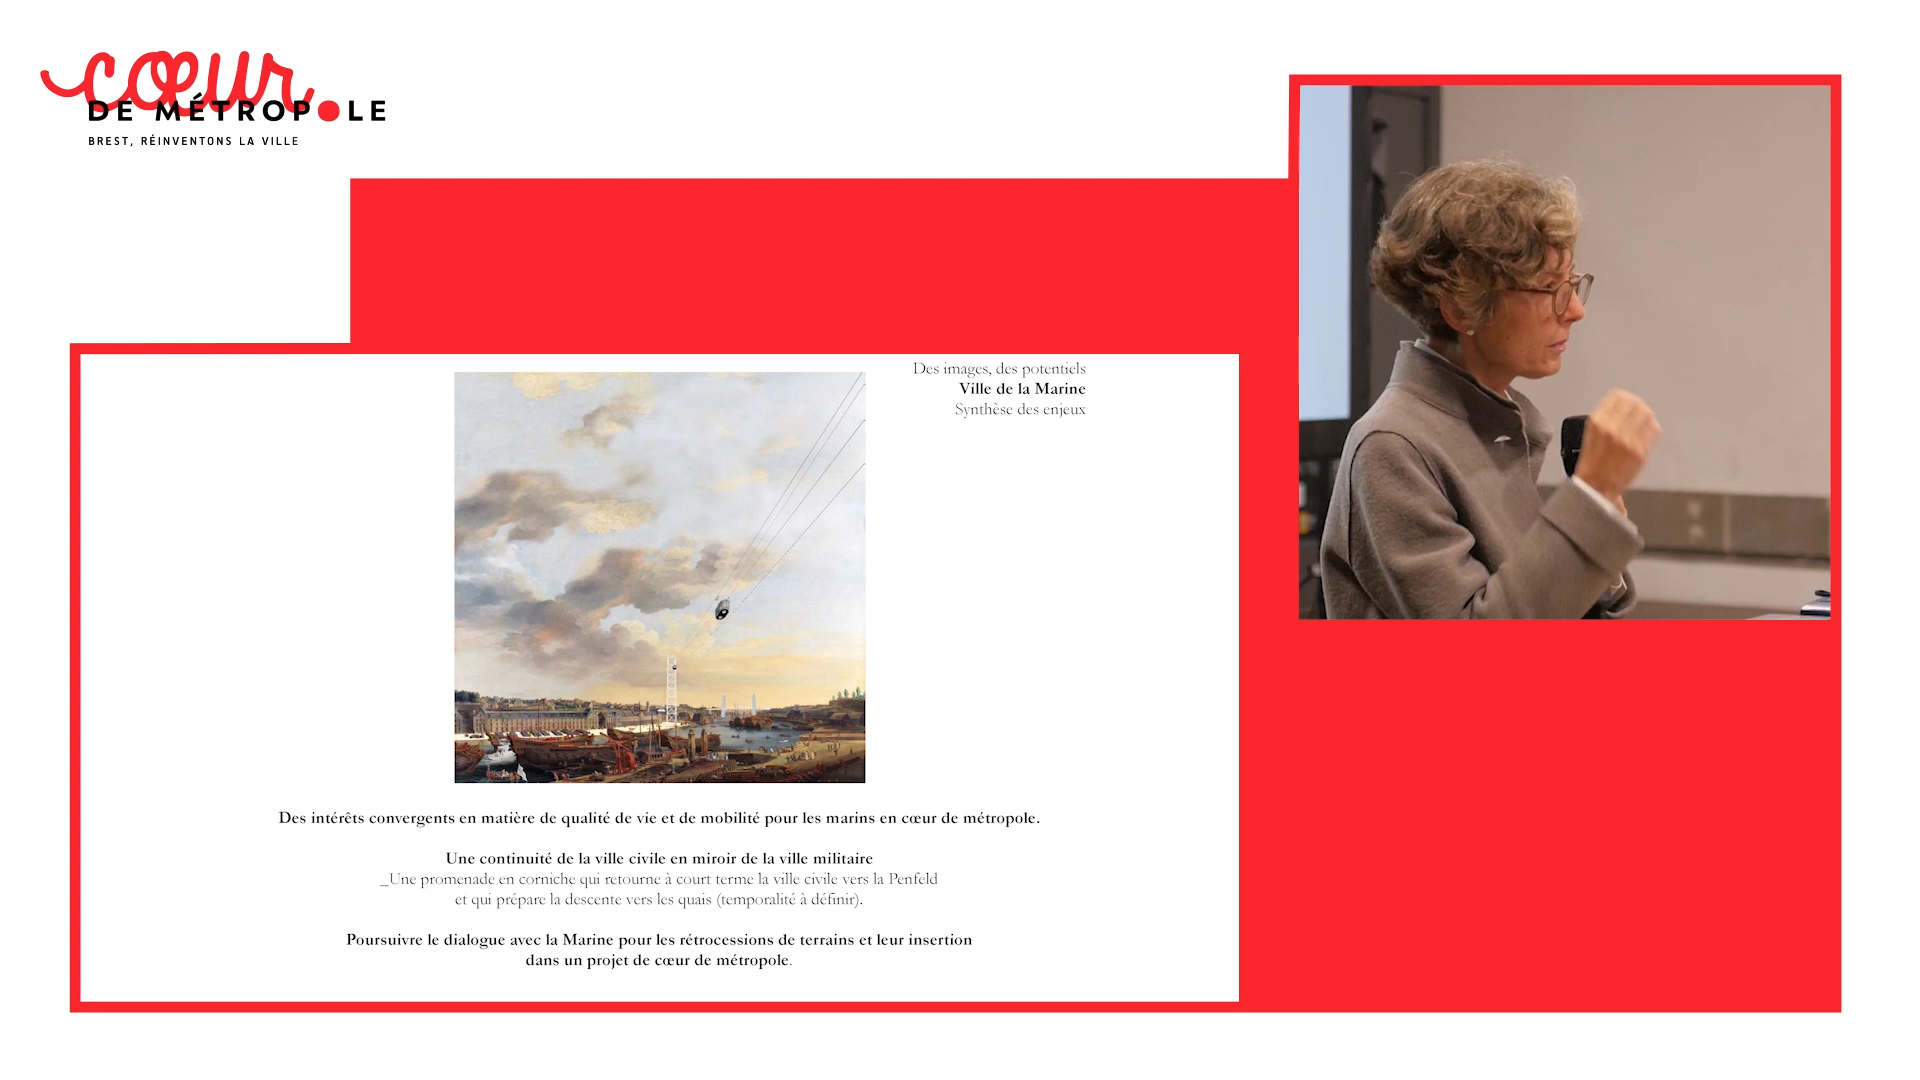 cœur
DE MÉTROPOLE
BREST, RÉINVENTONS LA VILLE
Des images, des potentiels
Ville de la Marine
Synthèse des enjeux
Des intérêts convergents en matière de qualité de vie et de mobilité pour les marins en cœur de métropole.
Une continuité de la ville civile en miroir de la ville militaire
_Une promenade en corniche qui retourne à court terme la ville civile vers la Penfeld
et qui prépare la descente vers les quais (temporalité à définir).
Poursuivre le dialogue avec la Marine pour les rétrocessions de terrains et leur insertion
dans un projet de cœur de métropole.